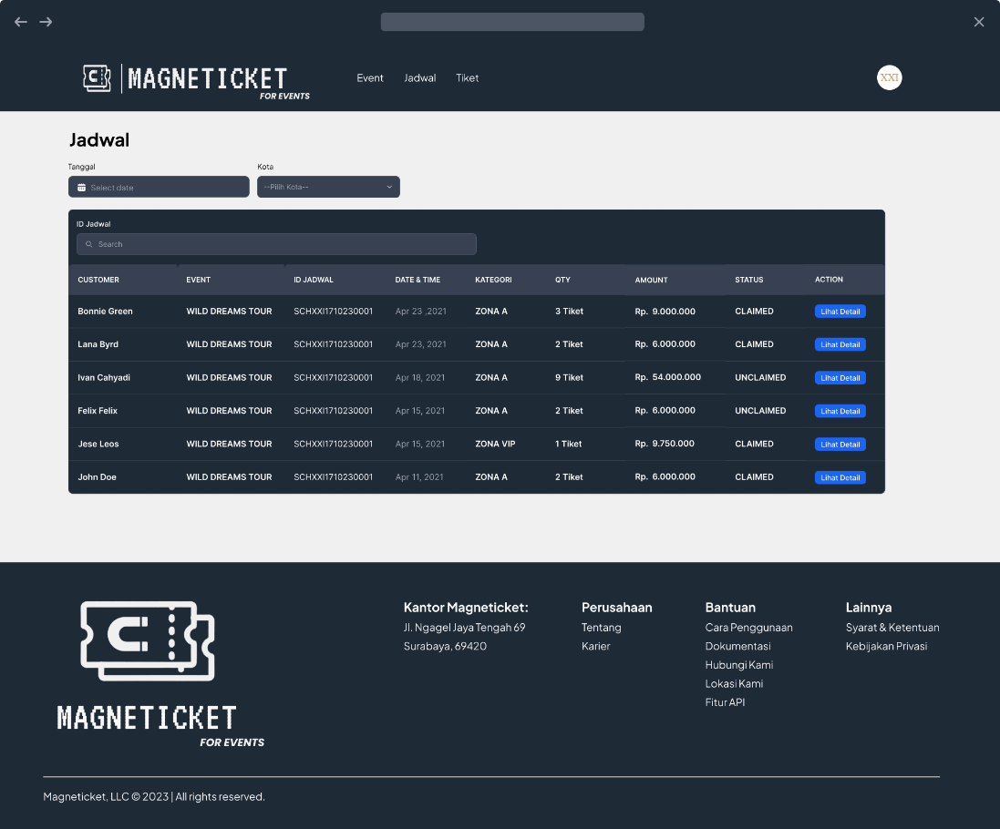 MAGNETICKET
FOR EVENTS
Event Jadwal Tiket
XXI
Jadwal
Tanggal Kota
Select date --Pilih Kota--
ID Jadwal
Search
CUSTOMER EVENT ID JADWAL DATE & TIME KATEGORI QTY AMOUNT STATUS ACTION
Bonnie Green WILD DREAMS TOUR SCHXXI1710230001 Apr 23 ,2021 ZONA A 3 Tiket Rp. 9.000.000 CLAIMED Lihat Detail
Lana Byrd WILD DREAMS TOUR SCHXXI1710230001 Apr 23, 2021 ZONA A 2 Tiket Rp. 6.000.000 CLAIMED Lihat Detail
Ivan Cahyadi WILD DREAMS TOUR SCHXXI1710230001 Apr 18, 2021 ZONA A 9 Tiket Rp. 54.000.000 UNCLAIMED Lihat Detail
Felix Felix WILD DREAMS TOUR SCHXXI1710230001 Apr 15, 2021 ZONA A 2 Tiket Rp. 6.000.000 UNCLAIMED Lihat Detail
Jese Leos WILD DREAMS TOUR SCHXXI1710230001 Apr 15, 2021 ZONA VIP 1 Tiket Rp. 9.750.000 CLAIMED Lihat Detail
John Doe WILD DREAMS TOUR SCHXXI1710230001 Apr 11, 2021 ZONA A 2 Tiket Rp. 6.000.000 CLAIMED Lihat Detail
MAGNETICKET
FOR EVENTS
Kantor Magneticket:
Jl. Ngagel Jaya Tengah 69
Surabaya, 69420
Perusahaan
Tentang
Karier
Bantuan
Cara Penggunaan
Dokumentasi
Hubungi Kami
Lokasi Kami
Fitur API
Lainnya
Syarat & Ketentuan
Kebijakan Privasi
Magneticket, LLC © 2023 | All rights reserved.